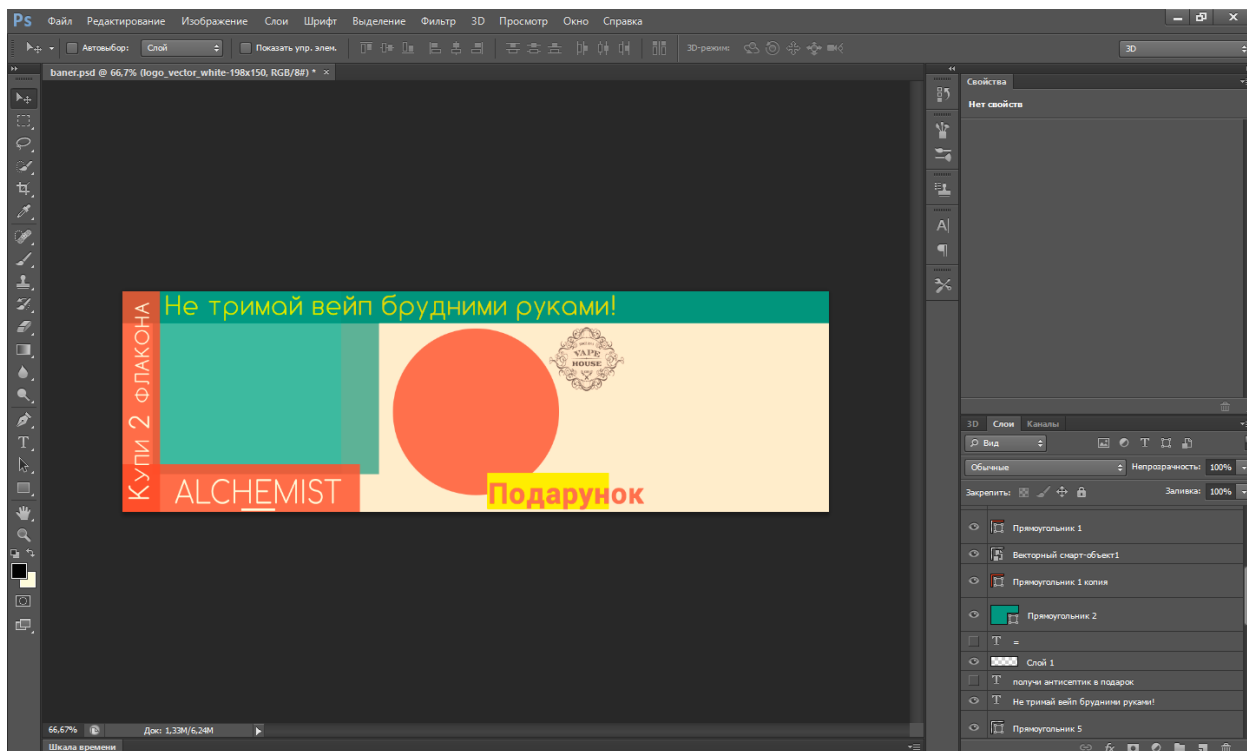 Ps Файл Редактирование Изображение Слои Шрифт Выделение Фильтр 3D Просмотр Окно Справка
Автовыбор: Слой Показать упр. элем. 3D-режим: 3D
baner.psd @ 66,7% (logo_vector_white-198x150, RGB/8#) * ×
Свойства
Нет свойств
Не тримай вейп брудними руками!
Купи 2 флакона
VAPE
HOUSE
ALCHEMIST
Подарунок
3D Слои Каналы
Вид
Обычные Непрозрачность: 100%
Закрепить: Заливка: 100%
Прямоугольник 1
Векторный смарт-объект1
Прямоугольник 1 копия
Прямоугольник 2
T =
Слой 1
T получи антисептик в подарок
T Не тримай вейп брудними руками!
Прямоугольник 5
66,67% Док: 1,33M/6,24M
Шкала времени